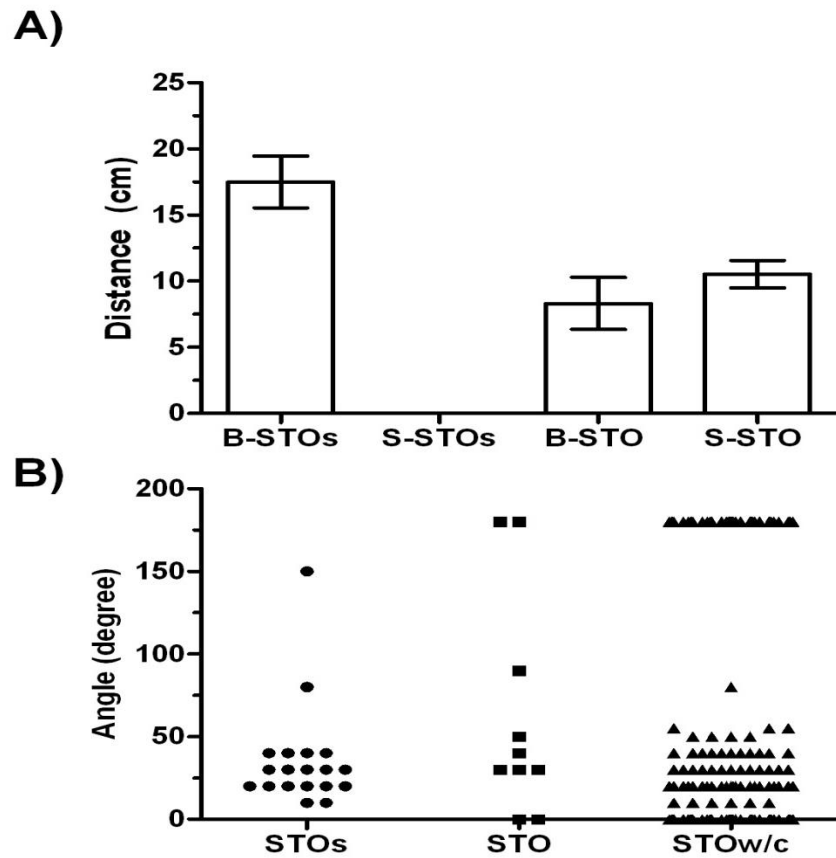 A)
Distance (cm)
25
20
15
10
5
0
B-STOs S-STOs B-STO S-STO
B)
Angle (degree)
200
150
100
50
0
STOs STO STOw/c